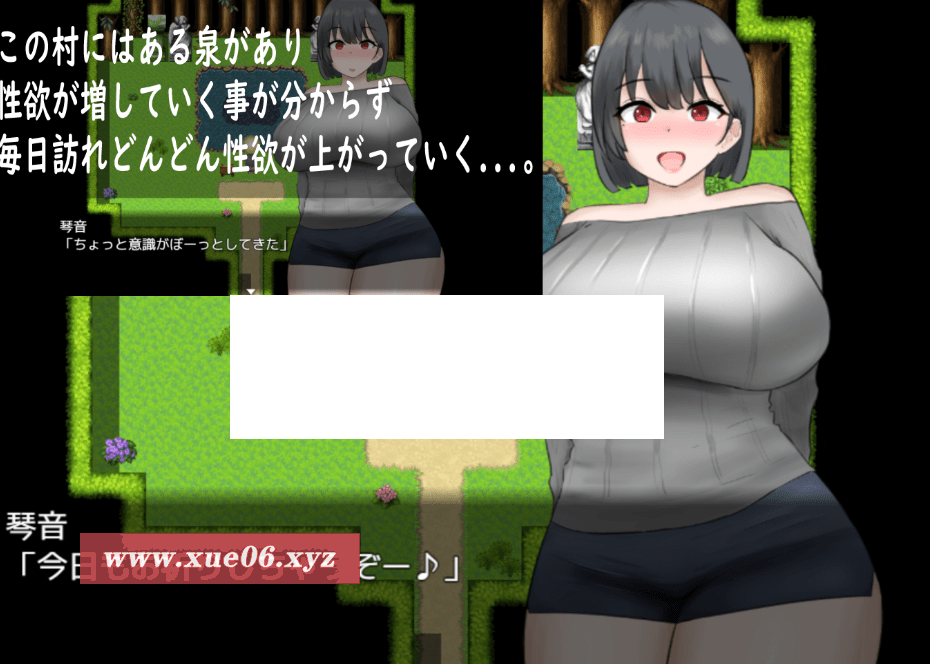 この村にはある泉があり
性欲が増していく事が分からず
毎日訪れどんどん性欲が上がっていく...。
琴音
「ちょっと意識がぼーっとしてきた」
琴音
「今日 ぞー♪」
www.xue06.xyz